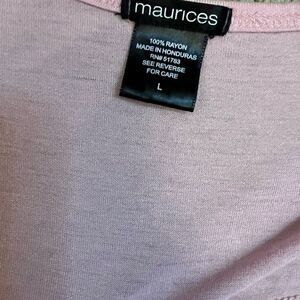 maurices
100% RAYON
MADE IN HONDURAS
RN# 51783
SEE REVERSE
FOR CARE
L